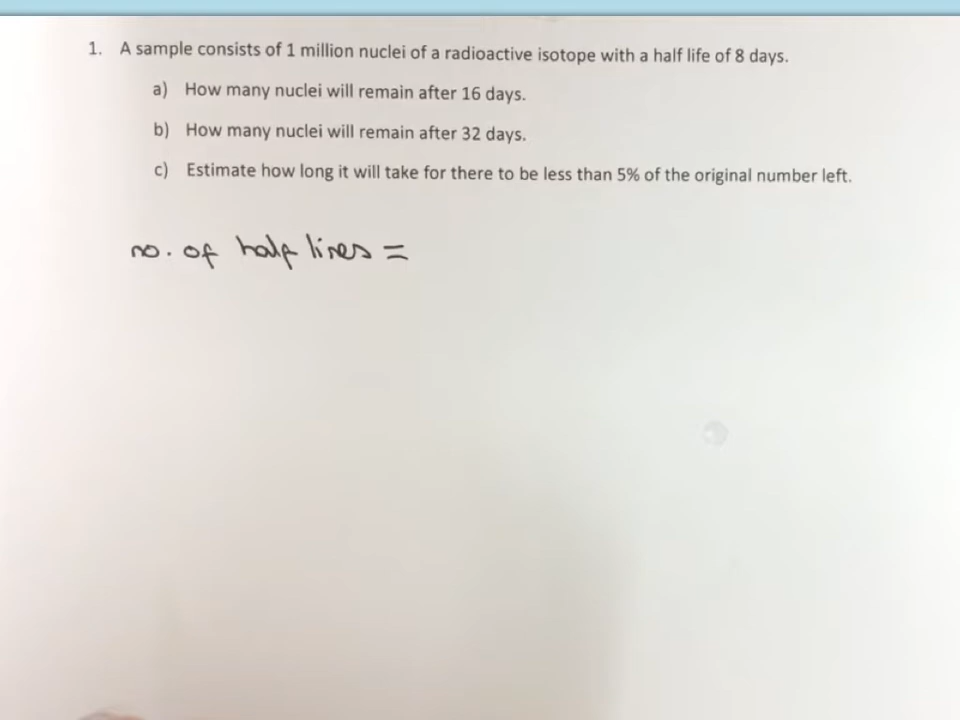 1. A sample consists of 1 million nuclei of a radioactive isotope with a half life of 8 days.
a) How many nuclei will remain after 16 days.
b) How many nuclei will remain after 32 days.
c) Estimate how long it will take for there to be less than 5% of the original number left.
no. of half lives =